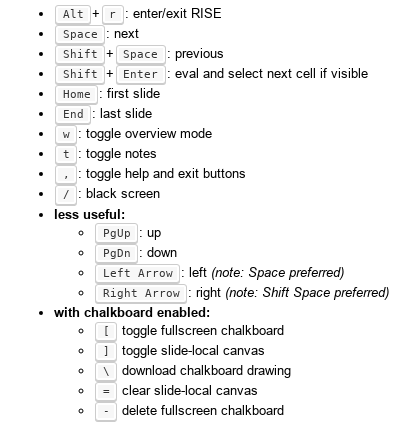 Alt + r : enter/exit RISE
Space : next
Shift + Space : previous
Shift + Enter : eval and select next cell if visible
Home : first slide
End : last slide
w : toggle overview mode
t : toggle notes
, : toggle help and exit buttons
/ : black screen
less useful:
PgUp : up
PgDn : down
Left Arrow : left (note: Space preferred)
Right Arrow : right (note: Shift Space preferred)
with chalkboard enabled:
[ toggle fullscreen chalkboard
] toggle slide-local canvas
\ download chalkboard drawing
= clear slide-local canvas
- delete fullscreen chalkboard